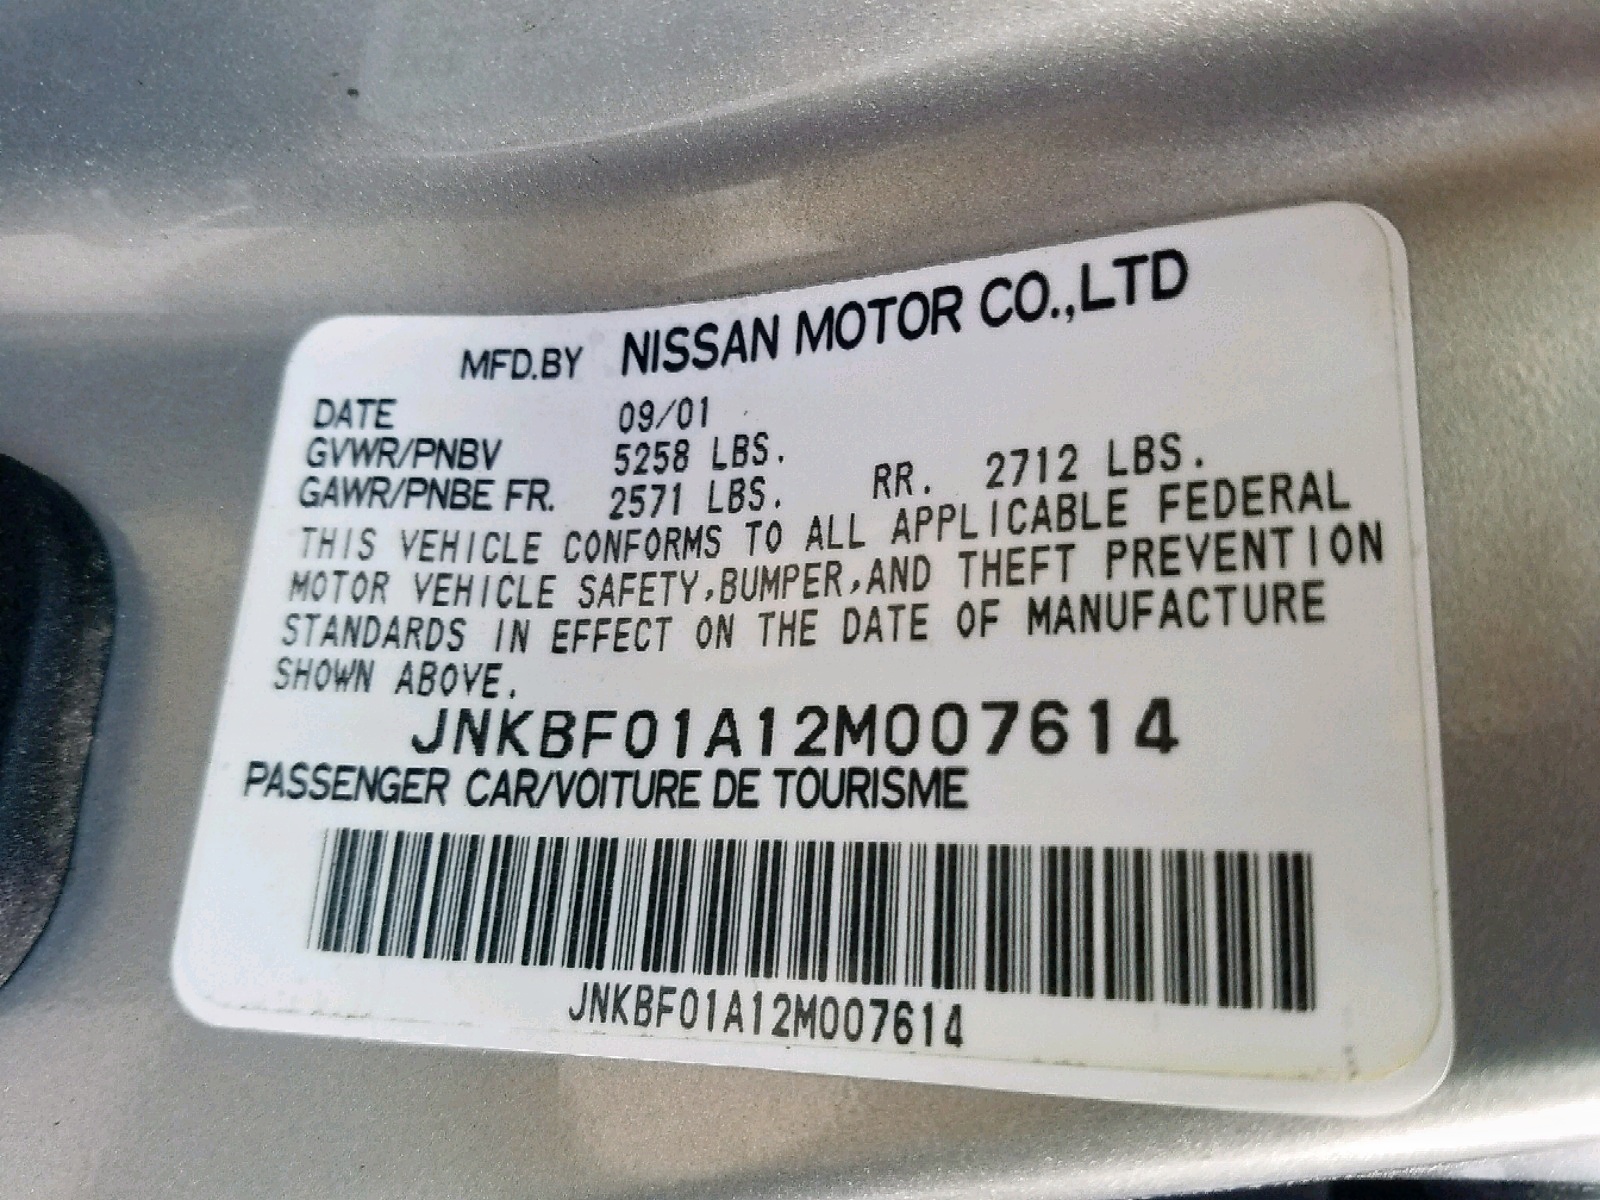 MFD.BY NISSAN MOTOR CO.,LTD
DATE 09/01
GVWR/PNBV 5258 LBS.
GAWR/PNBE FR. 2571 LBS. RR. 2712 LBS.
THIS VEHICLE CONFORMS TO ALL APPLICABLE FEDERAL
MOTOR VEHICLE SAFETY,BUMPER,AND THEFT PREVENTION
STANDARDS IN EFFECT ON THE DATE OF MANUFACTURE
SHOWN ABOVE.
JNKBF01A12M007614
PASSENGER CAR/VOITURE DE TOURISME
JNKBF01A12M007614